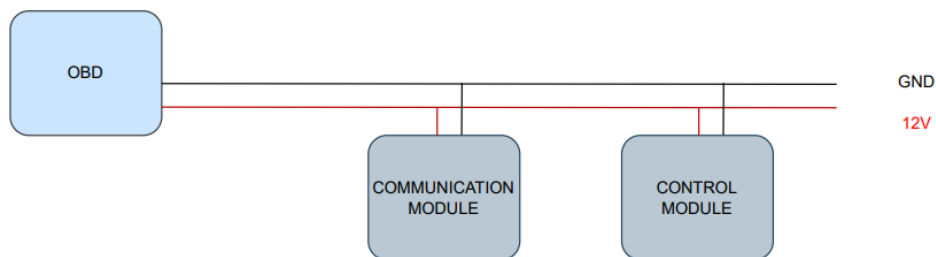 OBD
GND
12V
COMMUNICATION
MODULE
CONTROL
MODULE